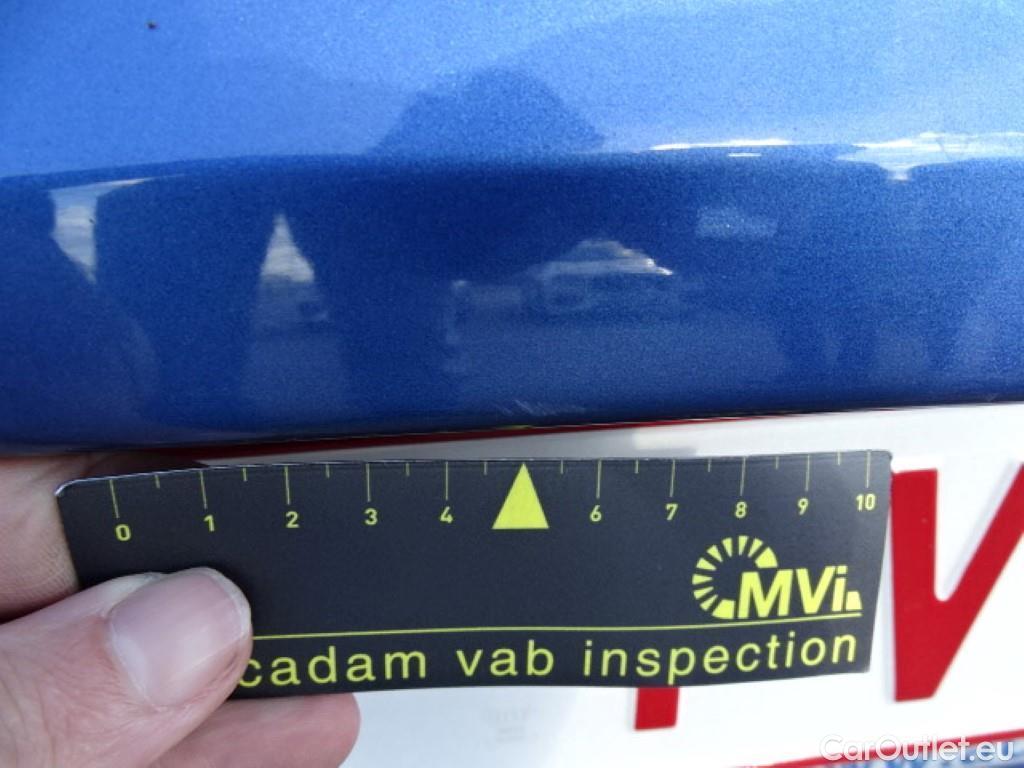 0 1 2 3 4 6 7 8 9 10
MVi
cadam vab inspection
CarOutlet.eu